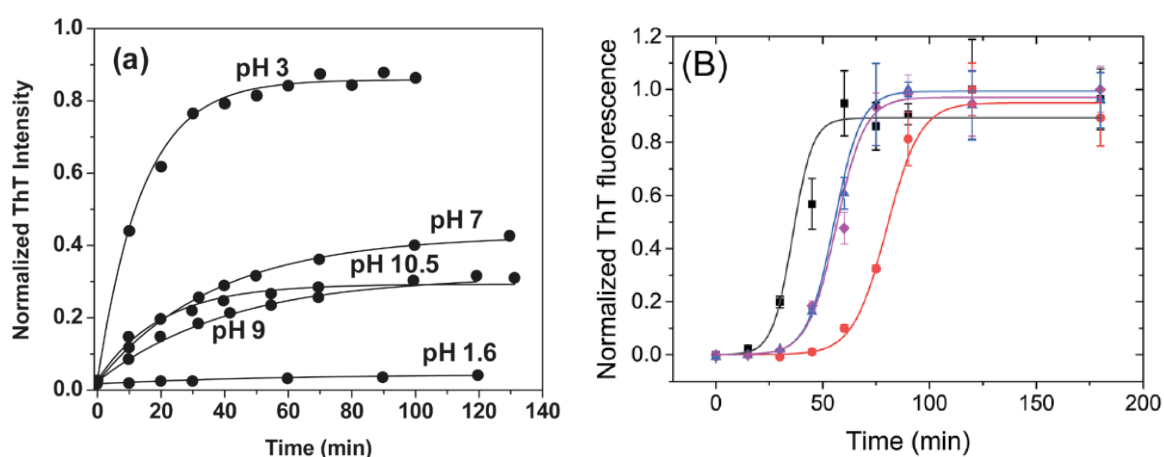 (a)
pH 3
pH 7
pH 10.5
pH 9
pH 1.6
Normalized ThT Intensity
1.0
0.8
0.6
0.4
0.2
0.0
0 20 40 60 80 100 120 140
Time (min)
(B)
Normalized ThT fluorescence
1.2
1.0
0.8
0.6
0.4
0.2
0.0
0 50 100 150 200
Time (min)